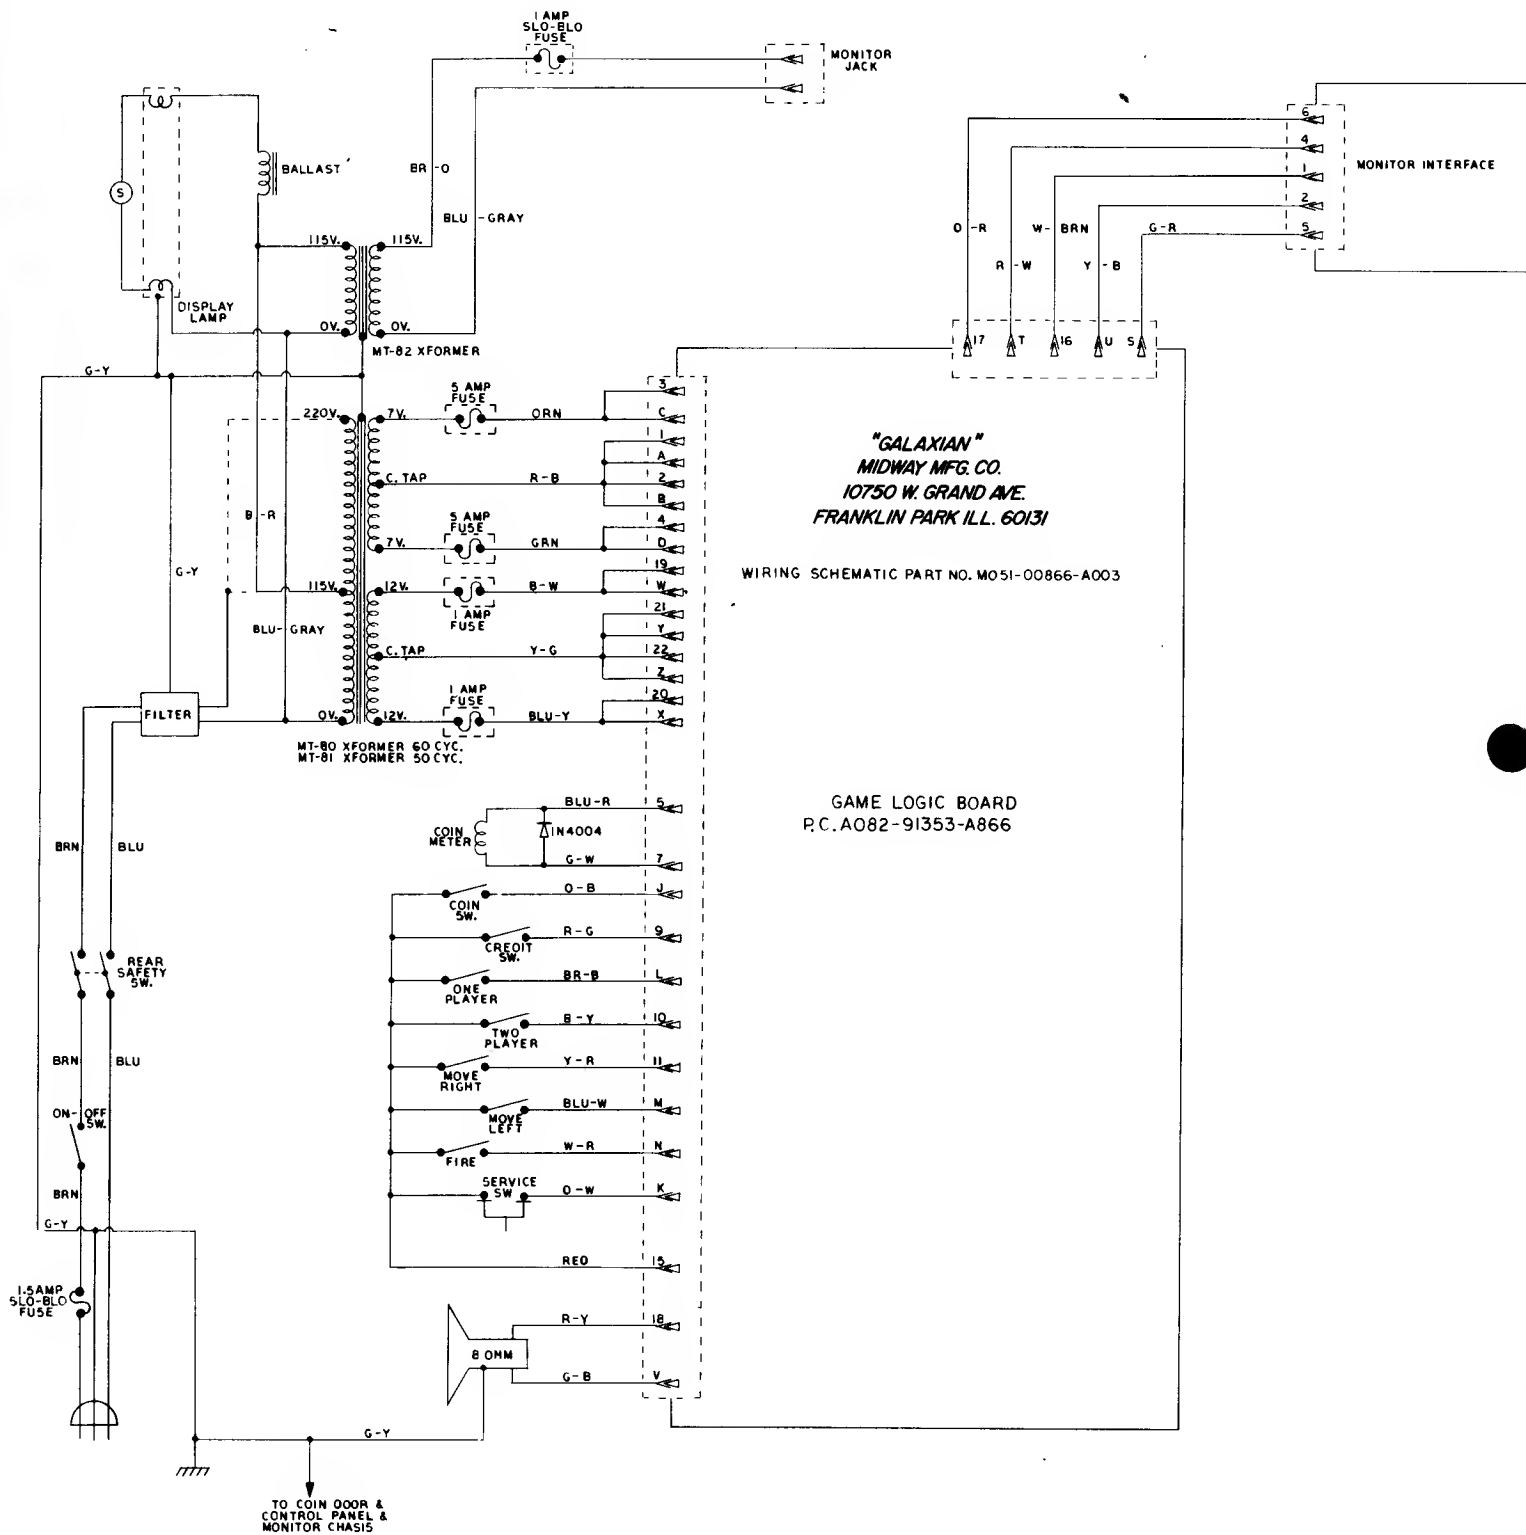 1 AMP
SLO-BLO
FUSE
MONITOR
JACK
6
4
1
2
5
MONITOR INTERFACE
S
BALLAST
BR-O
BLU-GRAY
O-R
W-BRN
G-R
R-W
Y-B
115V.
115V.
DISPLAY
LAMP
0V.
0V.
MT-82 XFORMER
17
T
16
U
S
G-Y
5 AMP
FUSE
3
220V.
7V.
ORN
C
1
A
C. TAP
R-B
2
B
B-R
5 AMP
FUSE
4
7V.
GRN
D
"GALAXIAN"
MIDWAY MFG. CO.
10750 W. GRAND AVE.
FRANKLIN PARK ILL. 60131
WIRING SCHEMATIC PART NO. M051-00866-A003
G-Y
19
115V.
12V.
B-W
W
1 AMP
FUSE
21
BLU-GRAY
Y
C. TAP
Y-G
22
Z
1 AMP
FUSE
20
FILTER
0V.
12V.
BLU-Y
X
MT-80 XFORMER 60 CYC.
MT-81 XFORMER 50 CYC.
GAME LOGIC BOARD
P.C. A082-91353-A866
BLU-R
5
COIN
METER
1N4004
G-W
7
BRN
BLU
O-B
J
COIN
SW.
R-G
9
CREDIT
SW.
BR-B
L
ONE
PLAYER
REAR
SAFETY
SW.
B-Y
10
TWO
PLAYER
BRN
BLU
Y-R
11
MOVE
RIGHT
BLU-W
M
MOVE
LEFT
ON-OFF
SW.
W-R
N
FIRE
SERVICE
SW
O-W
K
BRN
G-Y
RED
15
1.5AMP
SLO-BLO
FUSE
R-Y
18
8 OHM
G-B
V
G-Y
TO COIN DOOR &
CONTROL PANEL &
MONITOR CHASIS